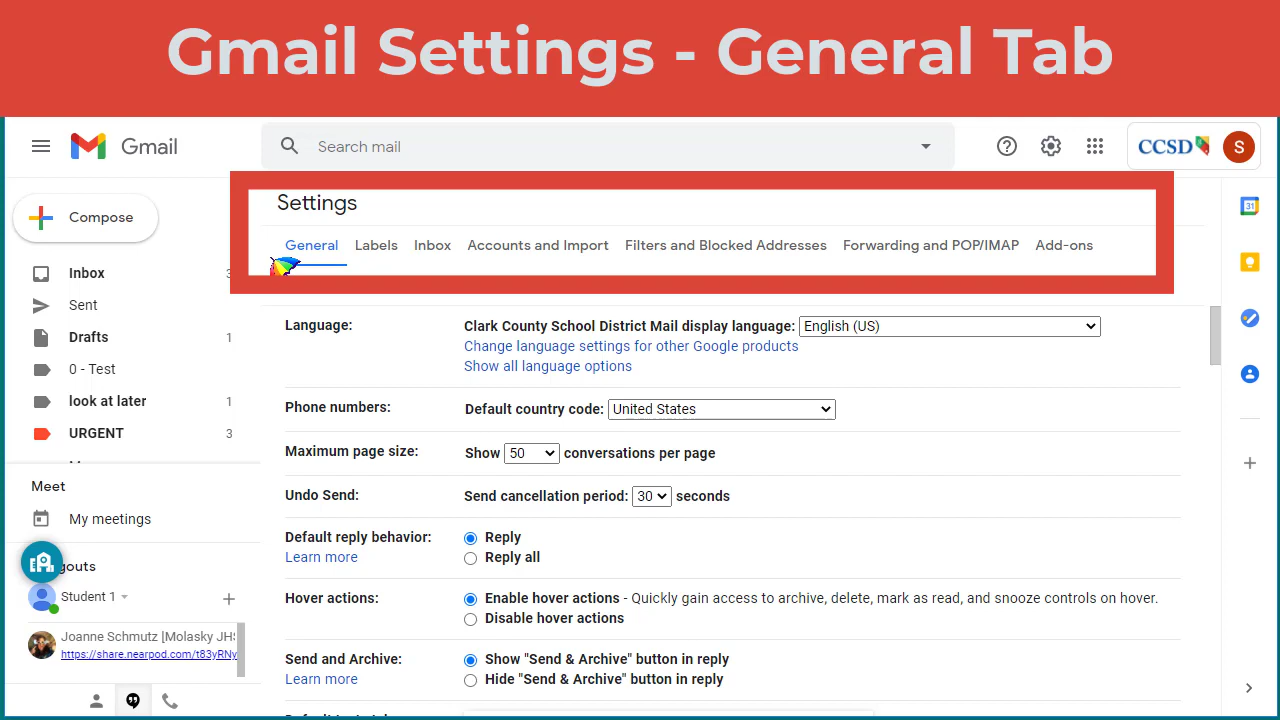 Gmail Settings - General Tab
Gmail
Search mail
CCSD
S
Compose
Settings
General Labels Inbox Accounts and Import Filters and Blocked Addresses Forwarding and POP/IMAP Add-ons
31
Inbox
Sent
Drafts 1
0 - Test
look at later 1
URGENT 3
Meet
My meetings
Student 1
Joanne Schmutz [Molasky JHS
https://share.nearpod.com/t83yRNy
Language: Clark County School District Mail display language: English (US)
Change language settings for other Google products
Show all language options
Phone numbers: Default country code: United States
Maximum page size: Show 50 conversations per page
Undo Send: Send cancellation period: 30 seconds
Default reply behavior: Reply
Learn more Reply all
Hover actions: Enable hover actions - Quickly gain access to archive, delete, mark as read, and snooze controls on hover.
Disable hover actions
Send and Archive: Show "Send & Archive" button in reply
Learn more Hide "Send & Archive" button in reply